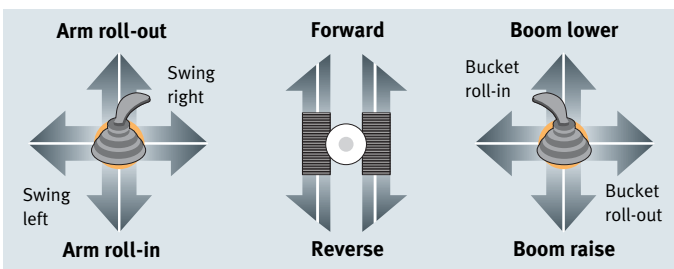 Arm roll-out
Swing
right
Swing
left
Arm roll-in
Forward
Reverse
Boom lower
Bucket
roll-in
Bucket
roll-out
Boom raise